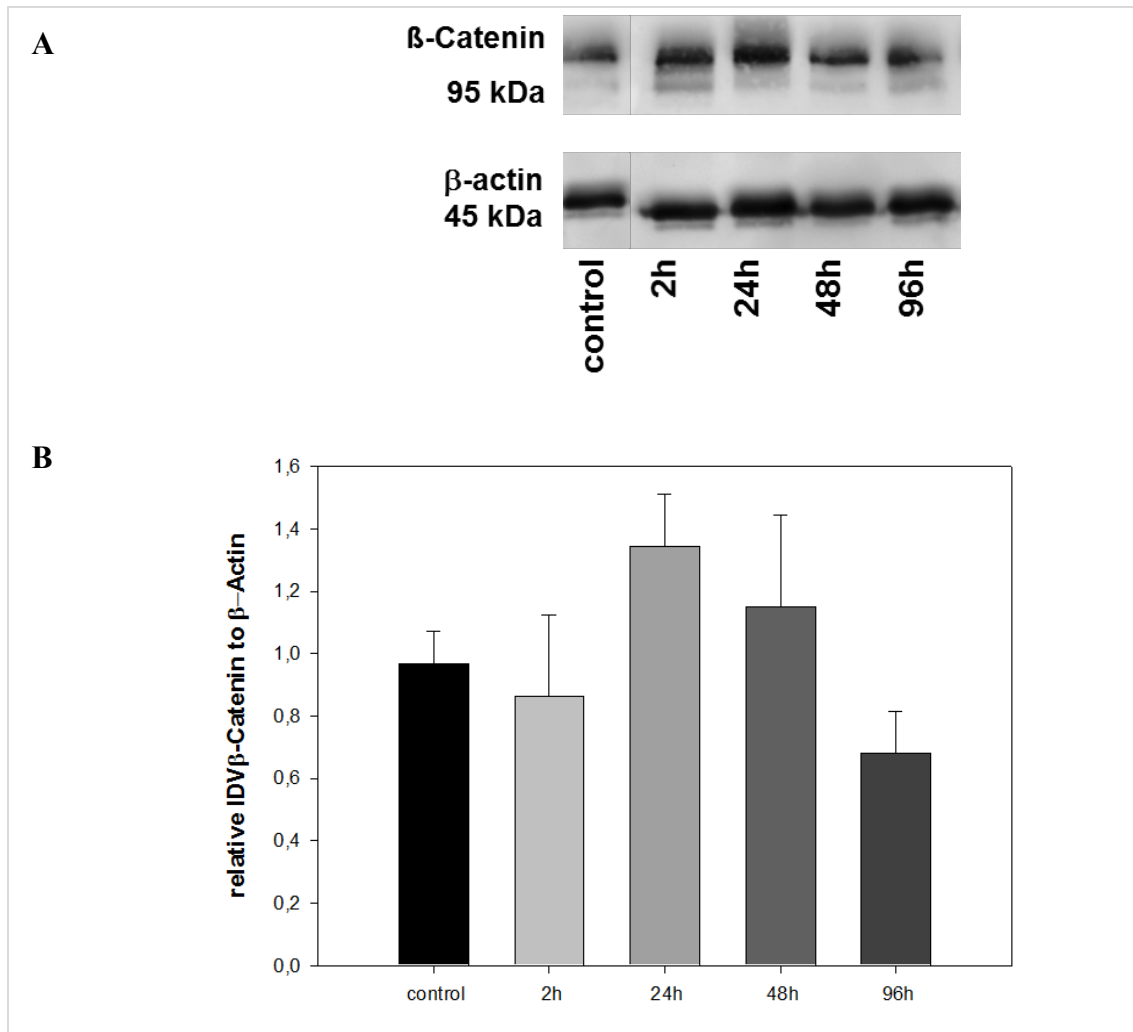 A
ß-Catenin
95 kDa
β-actin
45 kDa
control
2h
24h
48h
96h
B
relative IDVβ-Catenin to β–Actin
1,6
1,4
1,2
1,0
0,8
0,6
0,4
0,2
0,0
control 2h 24h 48h 96h